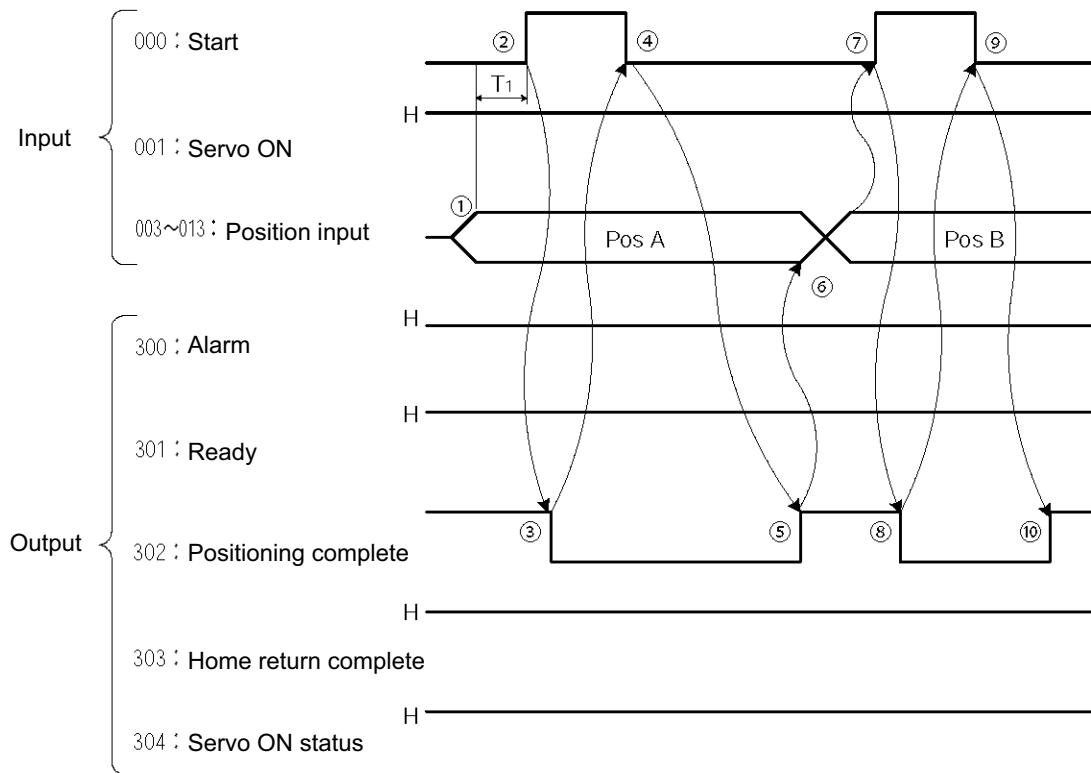 000：Start
② ④ ⑦ ⑨
T1
H
Input
001：Servo ON
①
003～013：Position input
Pos A
Pos B
⑥
H
300：Alarm
H
301：Ready
③ ⑤ ⑧ ⑩
Output
302：Positioning complete
H
303：Home return complete
H
304：Servo ON status